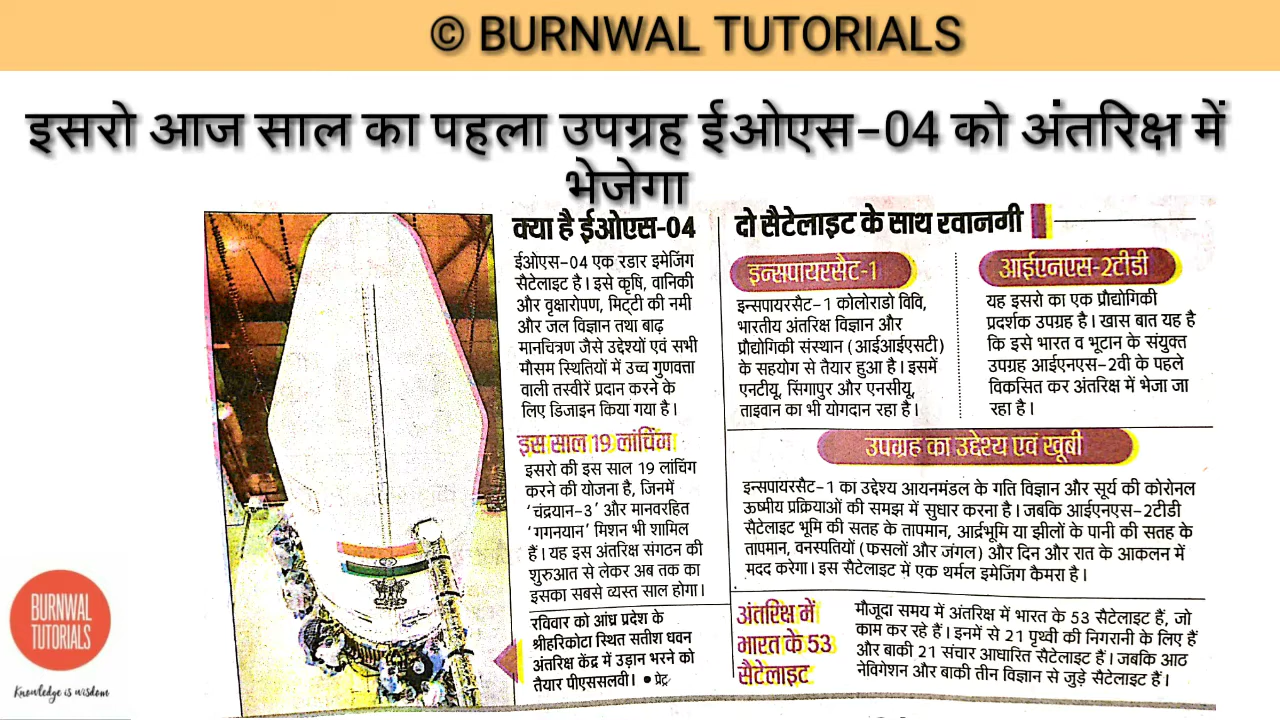 © BURNWAL TUTORIALS
इसरो आज साल का पहला उपग्रह ईओएस-04 को अंतरिक्ष में
भेजेगा
क्या है ईओएस-04
ईओएस-04 एक रडार इमेजिंग
सैटेलाइट है। इसे कृषि, वानिकी
और वृक्षारोपण, मिट्टी की नमी
और जल विज्ञान तथा बाढ़
मानचित्रण जैसे उद्देश्यों एवं सभी
मौसम स्थितियों में उच्च गुणवत्ता
वाली तस्वीरें प्रदान करने के
लिए डिजाइन किया गया है।
इस साल 19 लांचिंग
इसरो की इस साल 19 लांचिंग
करने की योजना है, जिनमें
'चंद्रयान-3' और मानवरहित
'गगनयान' मिशन भी शामिल
हैं। यह इस अंतरिक्ष संगठन की
शुरुआत से लेकर अब तक का
इसका सबसे व्यस्त साल होगा।
रविवार को आंध्र प्रदेश के
श्रीहरिकोटा स्थित सतीश धवन
अंतरिक्ष केंद्र में उड़ान भरने को
तैयार पीएससलवी। ● प्रेट्र
दो सैटेलाइट के साथ रवानगी
इन्सपायरसैट-1
इन्सपायरसैट-1 कोलोराडो विवि,
भारतीय अंतरिक्ष विज्ञान और
प्रौद्योगिकी संस्थान (आईआईएसटी)
के सहयोग से तैयार हुआ है। इसमें
एनटीयू, सिंगापुर और एनसीयू,
ताइवान का भी योगदान रहा है।
आईएनएस-2टीडी
यह इसरो का एक प्रौद्योगिकी
प्रदर्शक उपग्रह है। खास बात यह है
कि इसे भारत व भूटान के संयुक्त
उपग्रह आईएनएस-2वी के पहले
विकसित कर अंतरिक्ष में भेजा जा
रहा है।
उपग्रह का उद्देश्य एवं खूबी
इन्सपायरसैट-1 का उद्देश्य आयनमंडल के गति विज्ञान और सूर्य की कोरोनल
ऊष्मीय प्रक्रियाओं की समझ में सुधार करना है। जबकि आईएनएस-2टीडी
सैटेलाइट भूमि की सतह के तापमान, आर्द्रभूमि या झीलों के पानी की सतह के
तापमान, वनस्पतियों (फसलों और जंगल) और दिन और रात के आकलन में
मदद करेगा। इस सैटेलाइट में एक थर्मल इमेजिंग कैमरा है।
अंतरिक्ष में
भारत के 53
सैटेलाइट
मौजूदा समय में अंतरिक्ष में भारत के 53 सैटेलाइट हैं, जो
काम कर रहे हैं। इनमें से 21 पृथ्वी की निगरानी के लिए हैं
और बाकी 21 संचार आधारित सैटेलाइट हैं। जबकि आठ
नेविगेशन और बाकी तीन विज्ञान से जुड़े सैटेलाइट हैं।
BURNWAL
TUTORIALS
Knowledge is wisdom